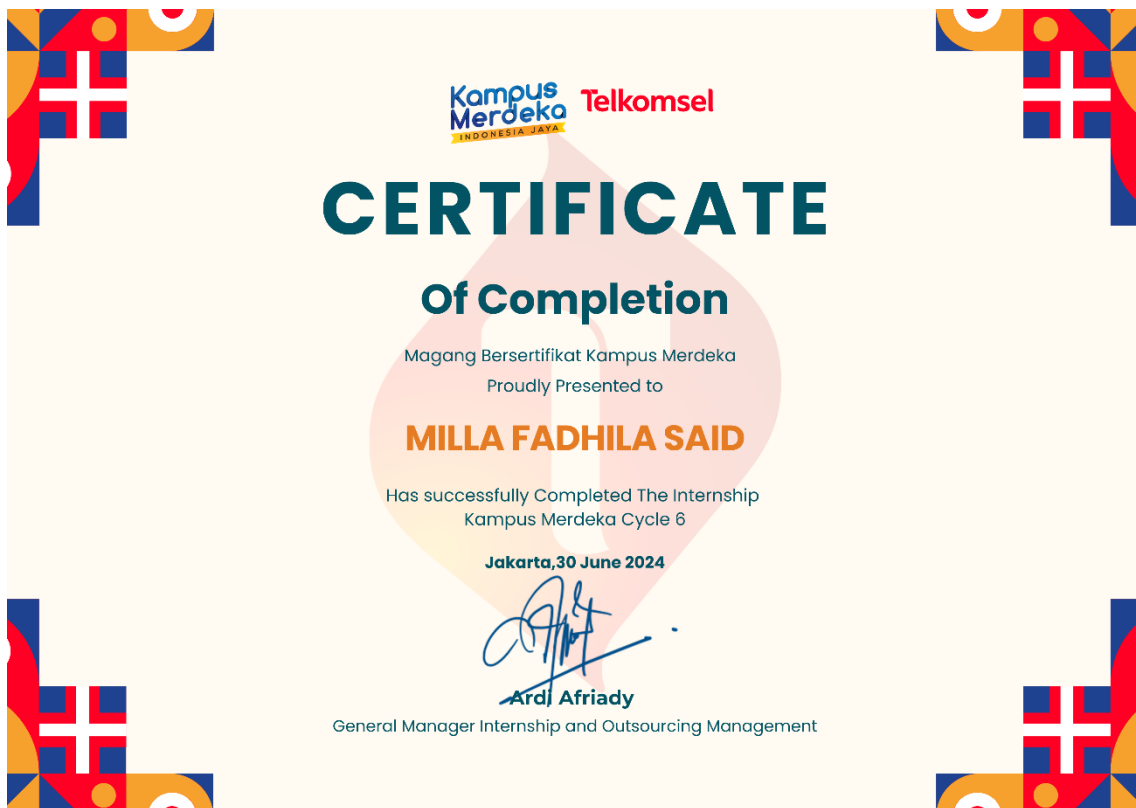 Kampus
Merdeka
INDONESIA JAYA
Telkomsel
CERTIFICATE
Of Completion
Magang Bersertifikat Kampus Merdeka
Proudly Presented to
MILLA FADHILA SAID
Has successfully Completed The Internship
Kampus Merdeka Cycle 6
Jakarta,30 June 2024
Ardi Afriady
General Manager Internship and Outsourcing Management